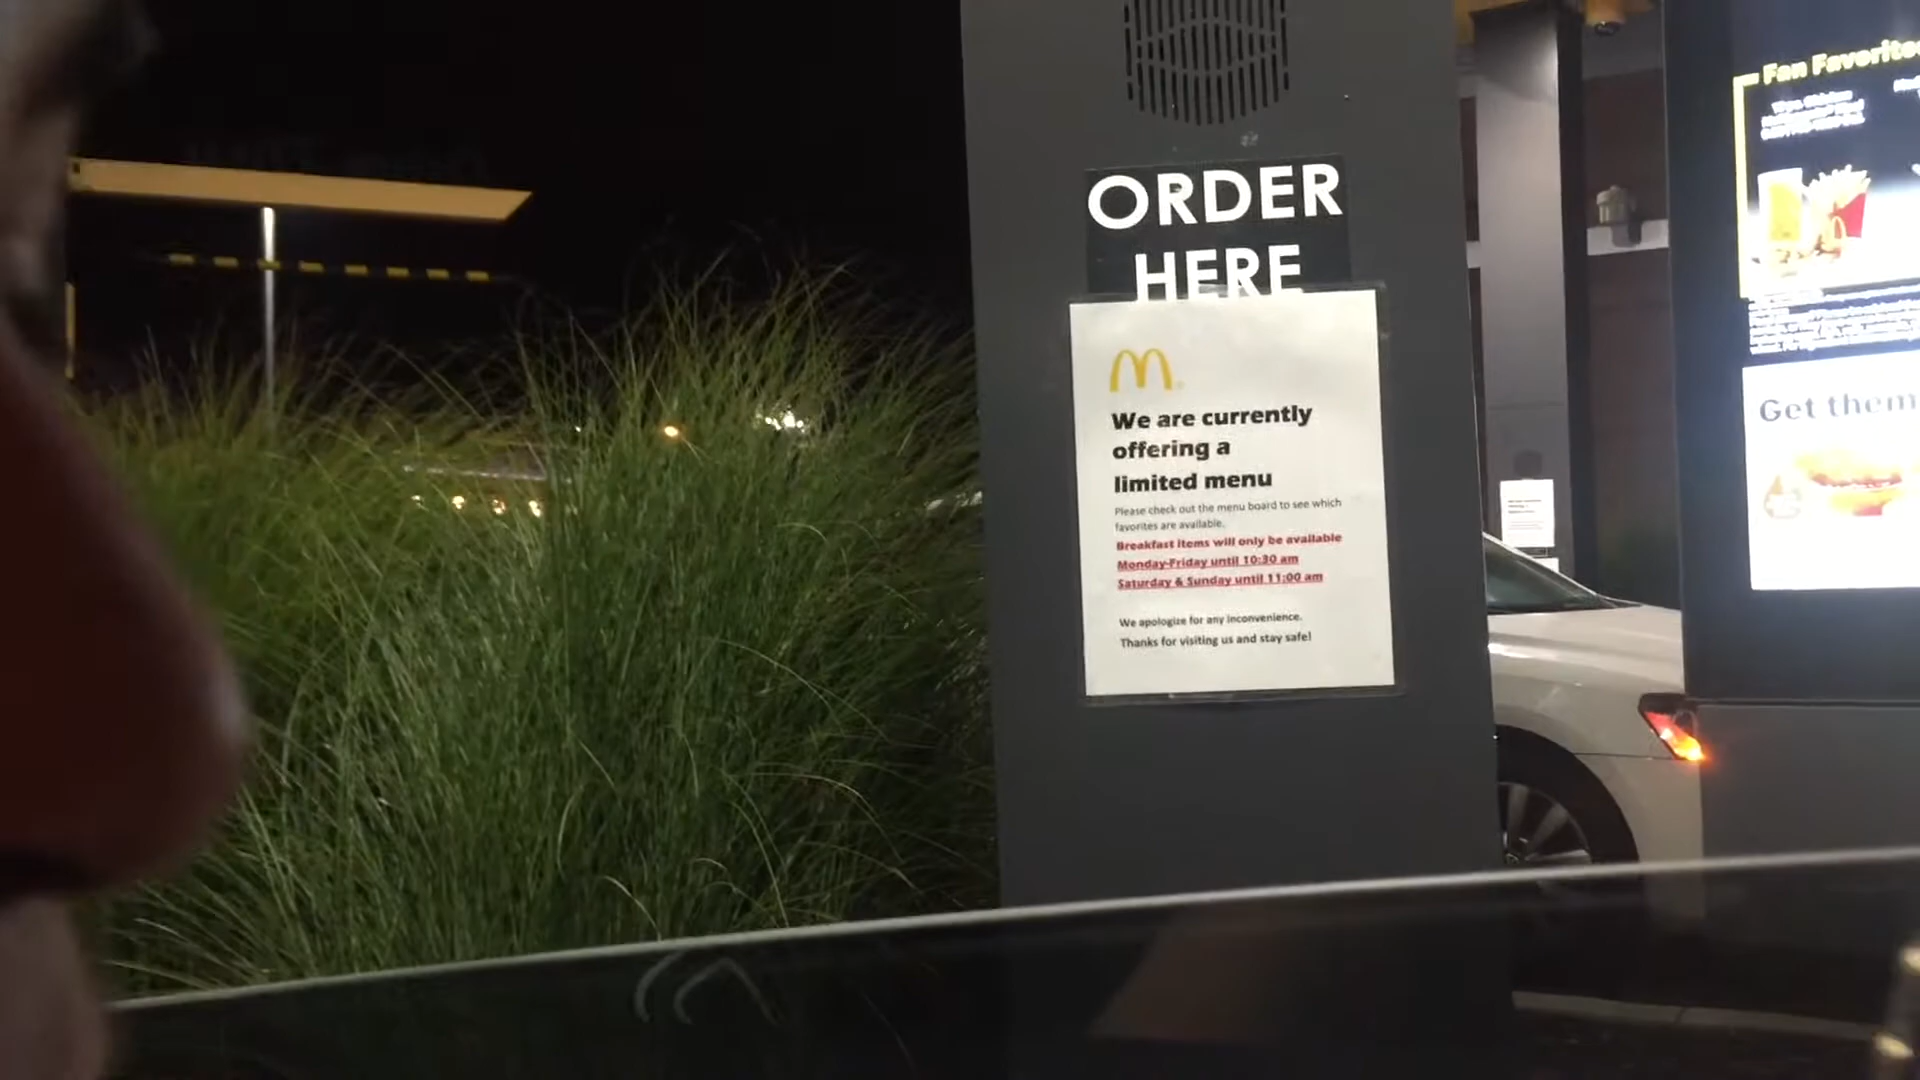 ORDER
HERE
We are currently
offering a
limited menu
Please check out the menu board to see which
favorites are available.
Breakfast items will only be available
Monday-Friday until 10:30 am
Saturday & Sunday until 11:00 am
We apologize for any inconvenience.
Thanks for visiting us and stay safe!
Fan Favorite
Get them